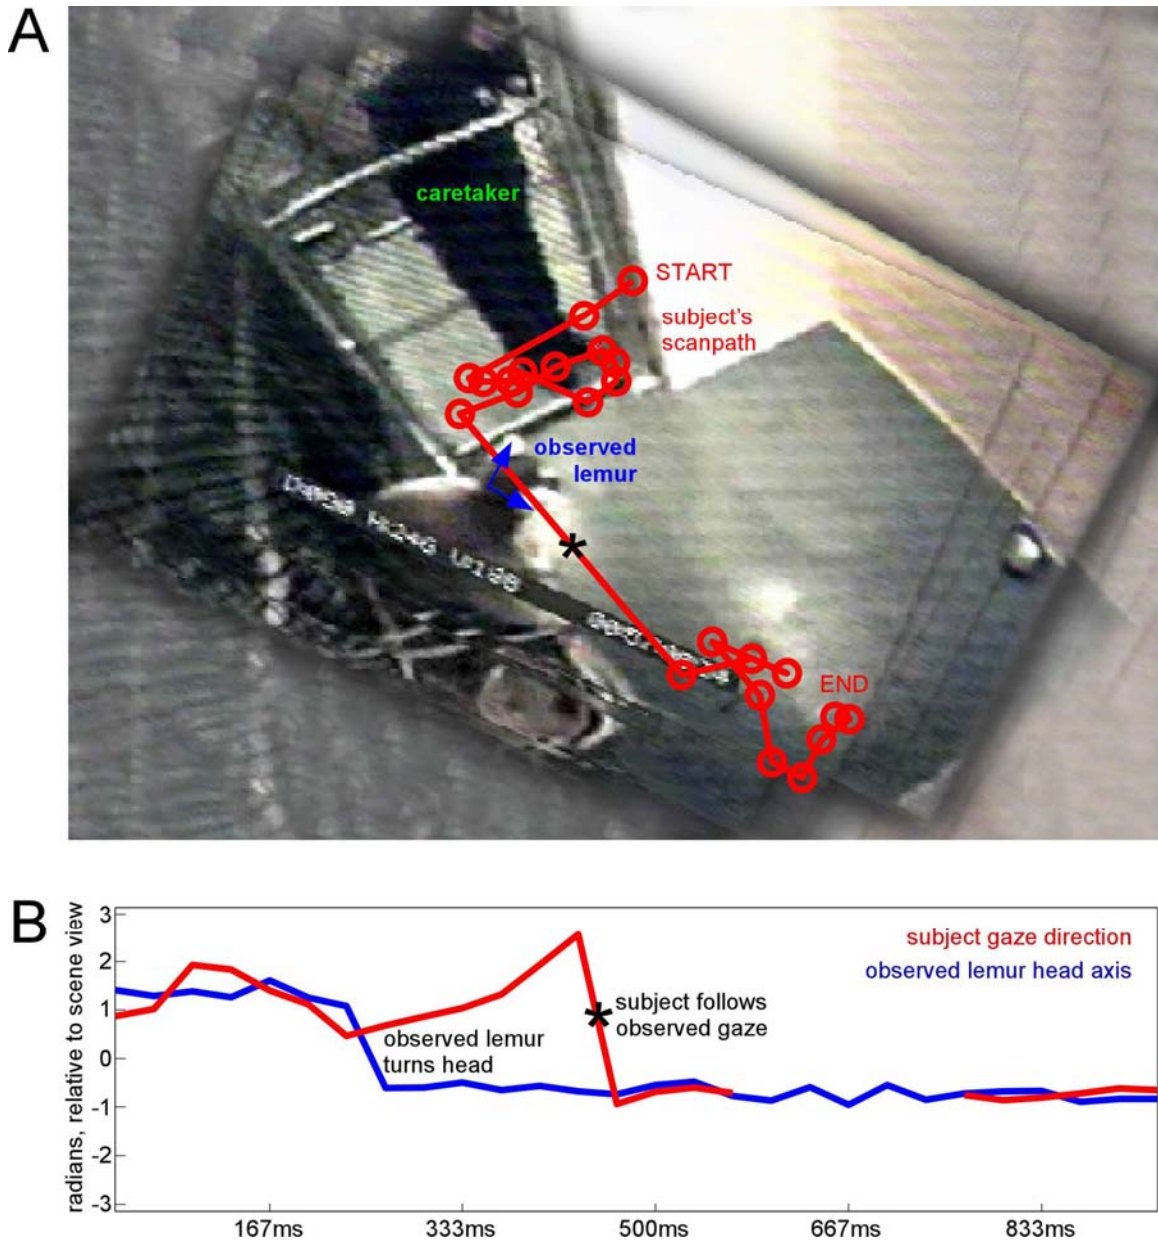 A
caretaker
START
subject's
scanpath
observed
lemur
END
B
radians, relative to scene view
3
2
1
0
-1
-2
-3
subject gaze direction
observed lemur head axis
observed lemur
turns head
subject follows
observed gaze
167ms
333ms
500ms
667ms
833ms